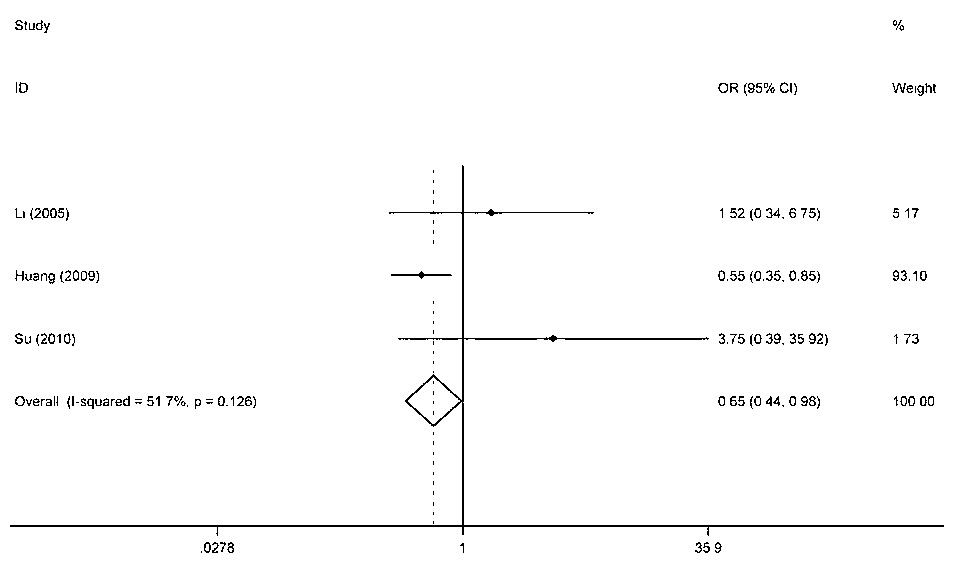 Study %
ID OR (95% CI) Weight
Li (2005) 1.52 (0.34, 6.75) 5.17
Huang (2009) 0.55 (0.35, 0.85) 93.10
Su (2010) 3.75 (0.39, 35.92) 1.73
Overall (I-squared = 51.7%, p = 0.126) 0.65 (0.44, 0.98) 100.00
.0278 1 35.9